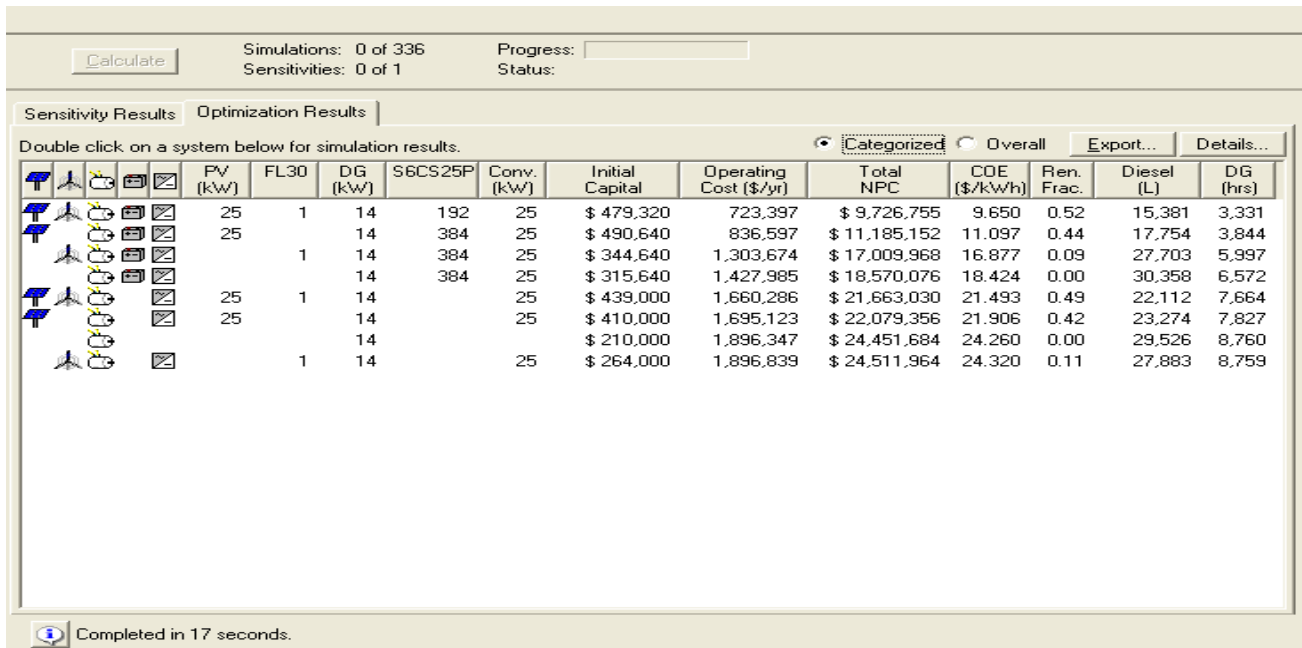 Calculate
Simulations: 0 of 336 Progress:
Sensitivities: 0 of 1 Status:
Sensitivity Results Optimization Results
Double click on a system below for simulation results. Categorized Overall Export... Details...
PV (kW) FL30 DG (kW) S6CS25P Conv. (kW) Initial Capital Operating Cost ($/yr) Total NPC COE ($/kWh) Ren. Frac. Diesel (L) DG (hrs)
25 1 14 192 25 $ 479,320 723,397 $ 9,726,755 9.650 0.52 15,381 3,331
25 14 384 25 $ 490,640 836,597 $ 11,185,152 11.097 0.44 17,754 3,844
1 14 384 25 $ 344,640 1,303,674 $ 17,009,968 16.877 0.09 27,703 5,997
14 384 25 $ 315,640 1,427,985 $ 18,570,076 18.424 0.00 30,358 6,572
25 1 14 25 $ 439,000 1,660,286 $ 21,663,030 21.493 0.49 22,112 7,664
25 14 25 $ 410,000 1,695,123 $ 22,079,356 21.906 0.42 23,274 7,827
14 $ 210,000 1,896,347 $ 24,451,684 24.260 0.00 29,526 8,760
1 14 25 $ 264,000 1,896,839 $ 24,511,964 24.320 0.11 27,883 8,759
Completed in 17 seconds.